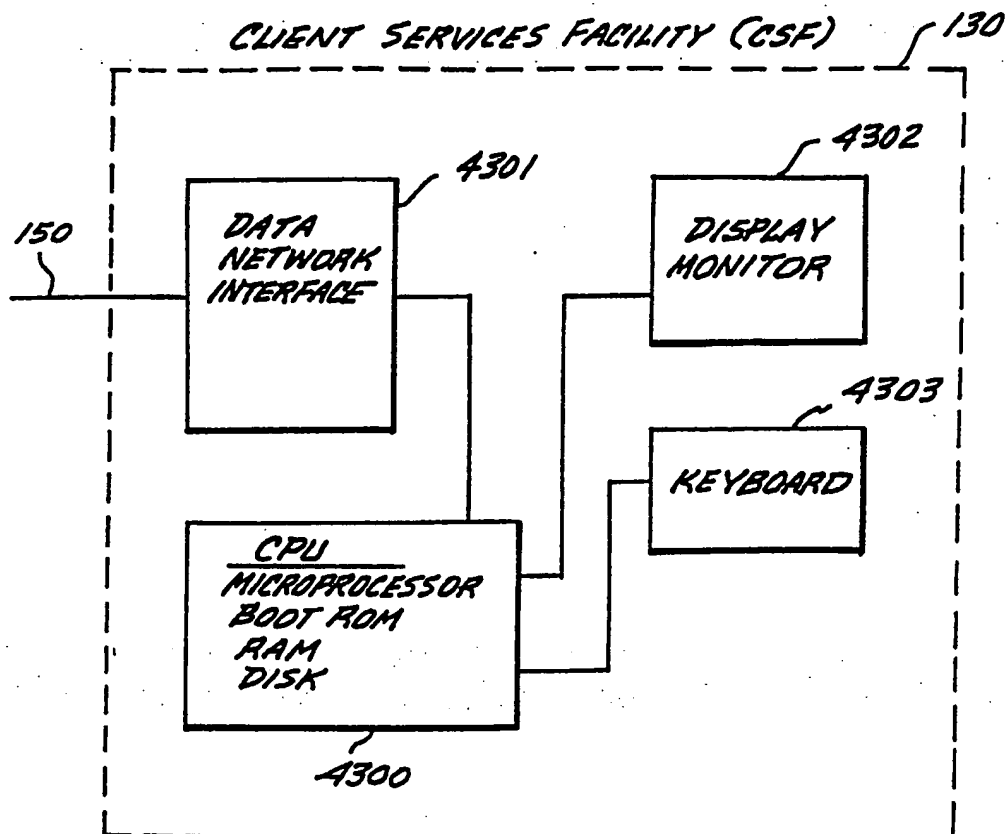 CLIENT SERVICES FACILITY (CSF)
130
4301
4302
150
DATA
NETWORK
INTERFACE
DISPLAY
MONITOR
4303
KEYBOARD
CPU
MICROPROCESSOR
BOOT ROM
RAM
DISK
4300